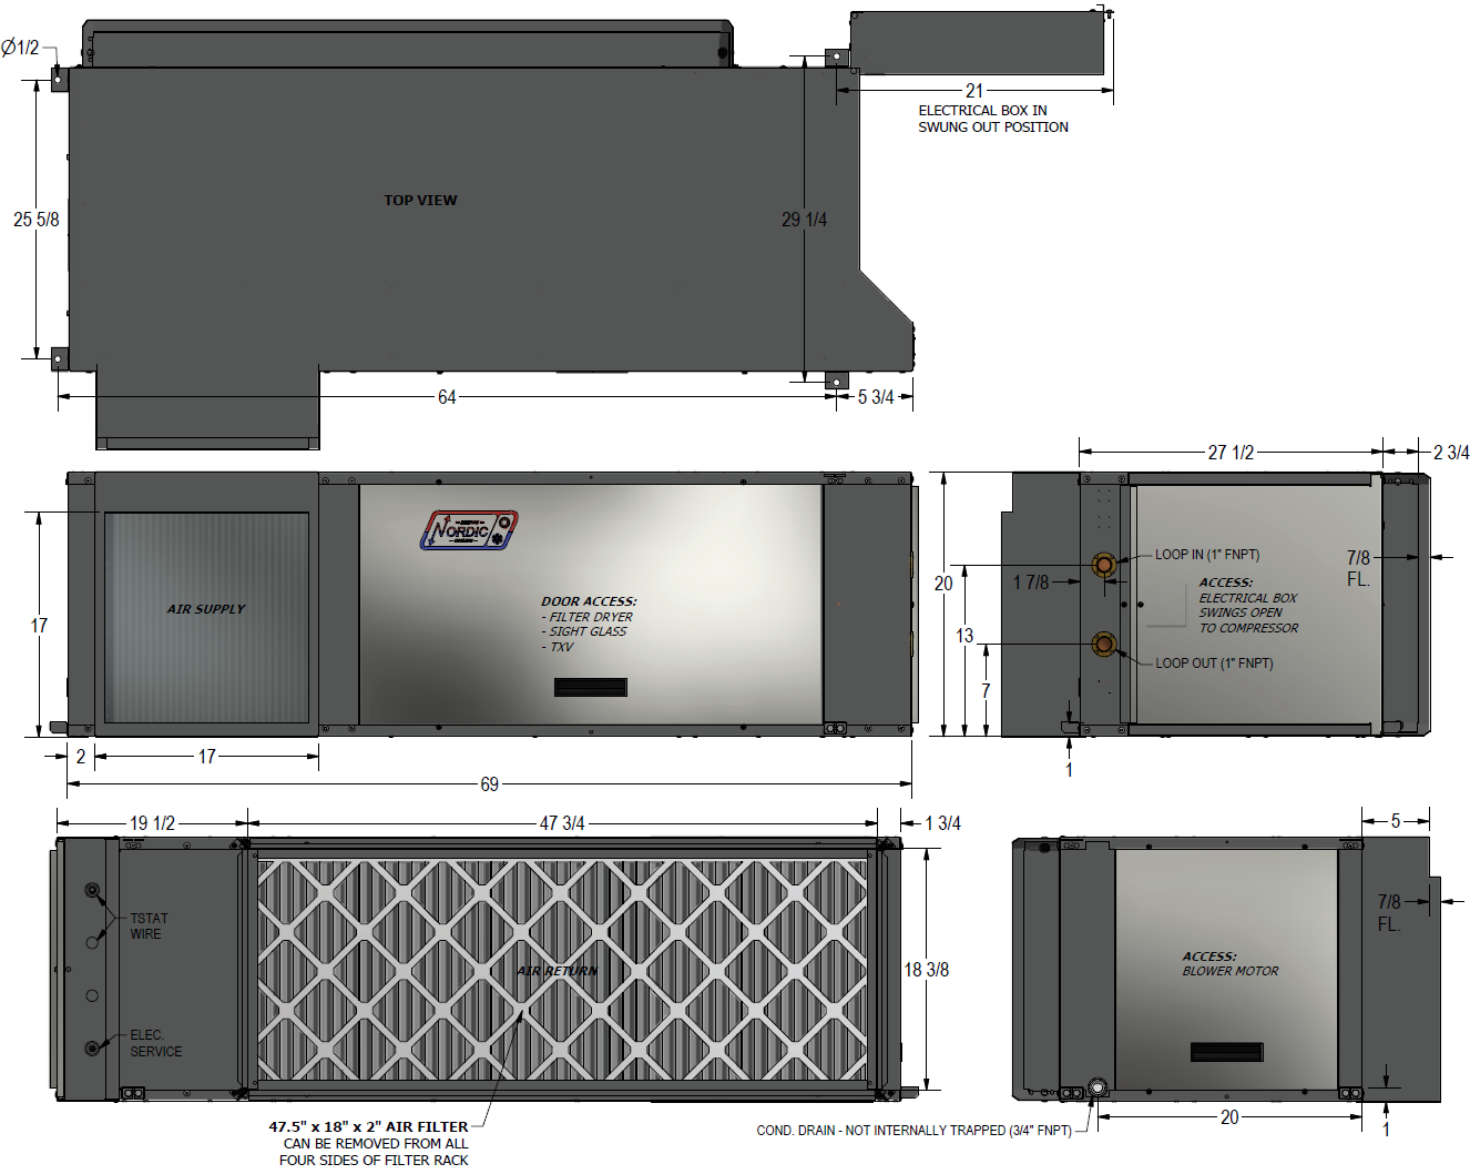 Ø1/2
21
ELECTRICAL BOX IN
SWUNG OUT POSITION
TOP VIEW
25 5/8
29 1/4
64
5 3/4
27 1/2
2 3/4
NORDIC
LOOP IN (1" FNPT)
7/8
FL.
20
1 7/8
ACCESS:
ELECTRICAL BOX
SWINGS OPEN
TO COMPRESSOR
AIR SUPPLY
DOOR ACCESS:
- FILTER DRYER
- SIGHT GLASS
- TXV
17
13
LOOP OUT (1" FNPT)
7
2
17
1
69
19 1/2
47 3/4
1 3/4
5
TSTAT
WIRE
7/8
FL.
AIR RETURN
18 3/8
ACCESS:
BLOWER MOTOR
ELEC.
SERVICE
47.5" x 18" x 2" AIR FILTER
CAN BE REMOVED FROM ALL
FOUR SIDES OF FILTER RACK
COND. DRAIN - NOT INTERNALLY TRAPPED (3/4" FNPT)
20
1